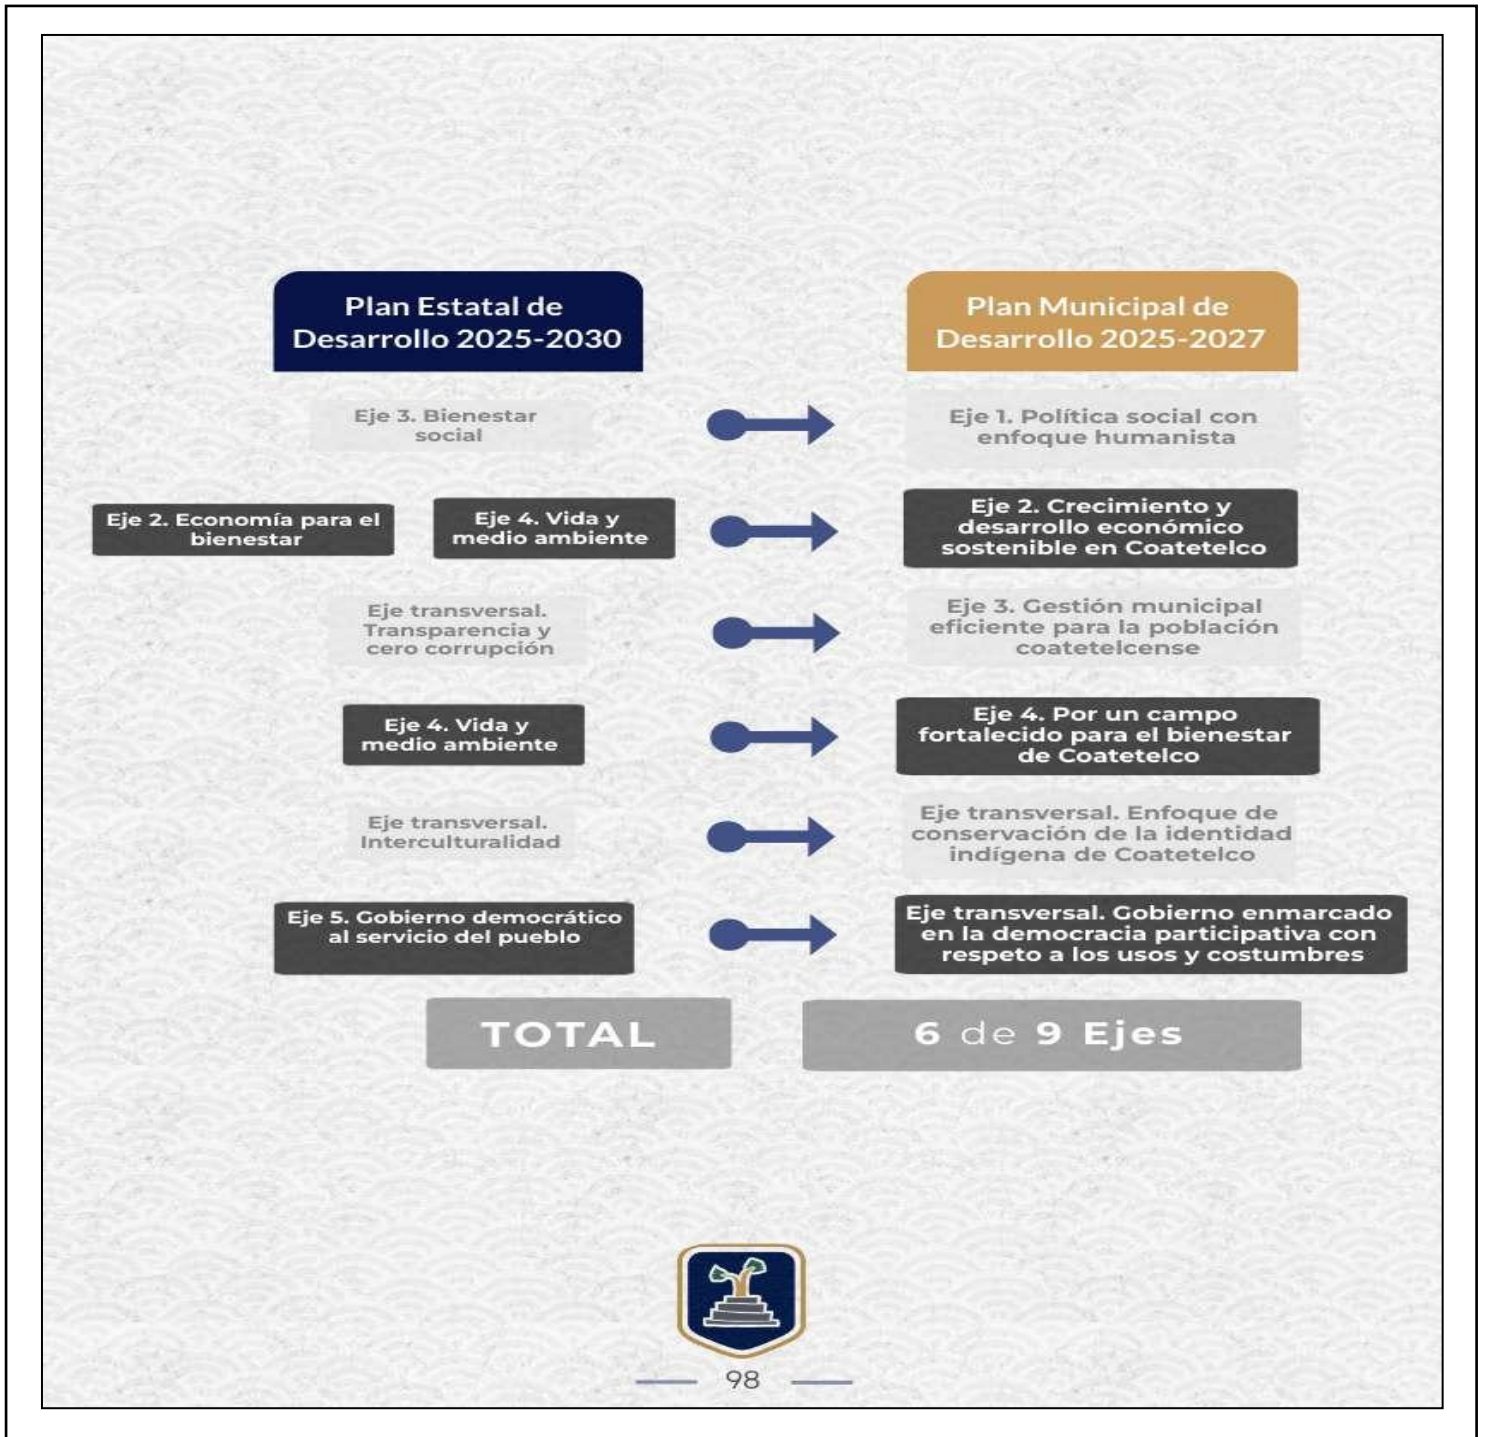 Plan Estatal de
Desarrollo 2025-2030
Plan Municipal de
Desarrollo 2025-2027
Eje 3. Bienestar
social
Eje 1. Política social con
enfoque humanista
Eje 2. Economía para el
bienestar
Eje 4. Vida y
medio ambiente
Eje 2. Crecimiento y
desarrollo económico
sostenible en Coatetelco
Eje transversal.
Transparencia y
cero corrupción
Eje 3. Gestión municipal
eficiente para la población
coatetelcense
Eje 4. Vida y
medio ambiente
Eje 4. Por un campo
fortalecido para el bienestar
de Coatetelco
Eje transversal.
Interculturalidad
Eje transversal. Enfoque de
conservación de la identidad
indígena de Coatetelco
Eje 5. Gobierno democrático
al servicio del pueblo
Eje transversal. Gobierno enmarcado
en la democracia participativa con
respeto a los usos y costumbres
TOTAL
6 de 9 Ejes
98